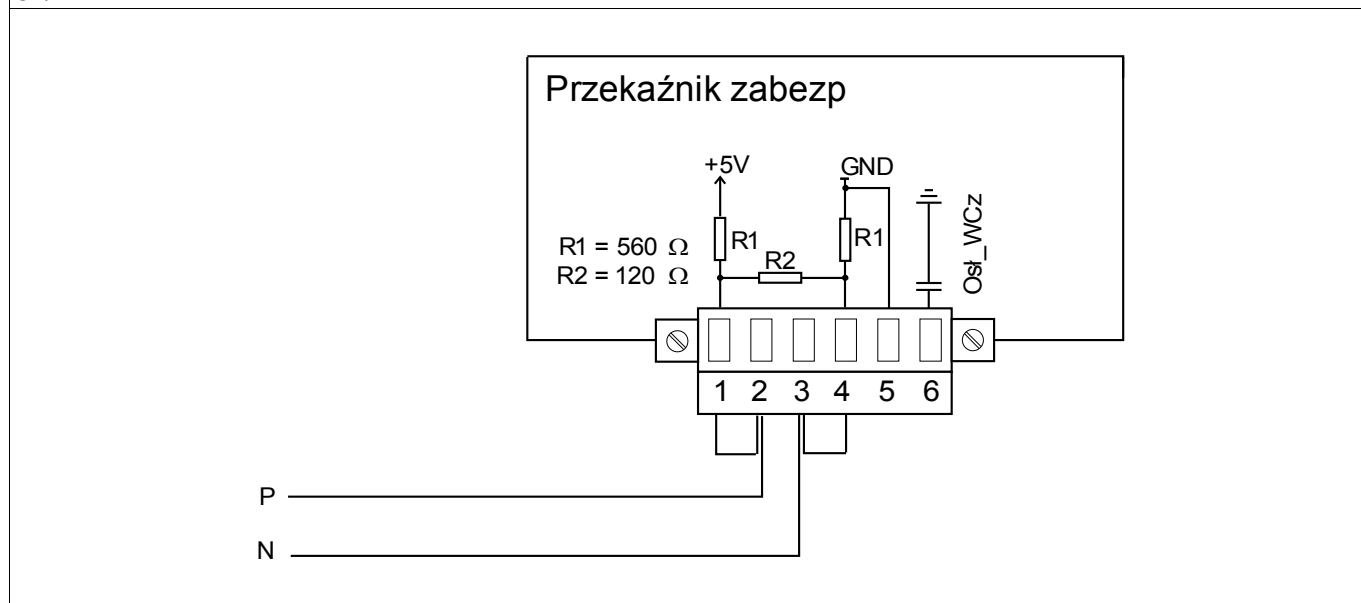 Przekaźnik zabezp
+5V
GND
R1 = 560 Ω
R1
R1
R2
R2 = 120 Ω
Osł_WCz
1 2 3 4 5 6
P
N